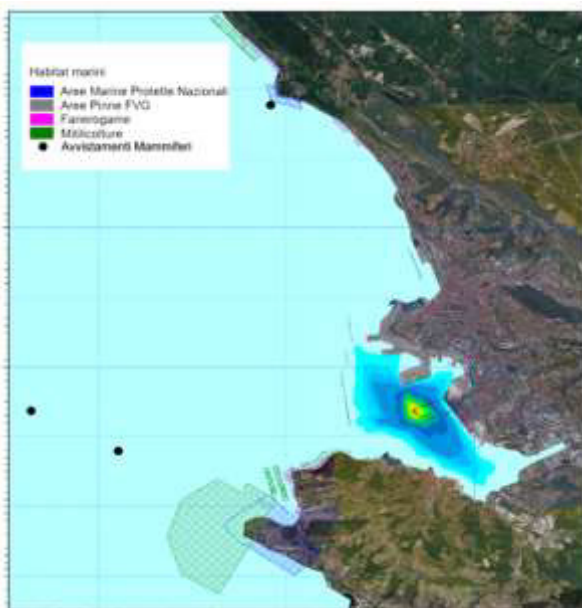 Habitat marini
Aree Marine Protette Nazionali
Aree Pinne FVG
Fanerogame
Mitilicolture
Avvistamenti Mammiferi